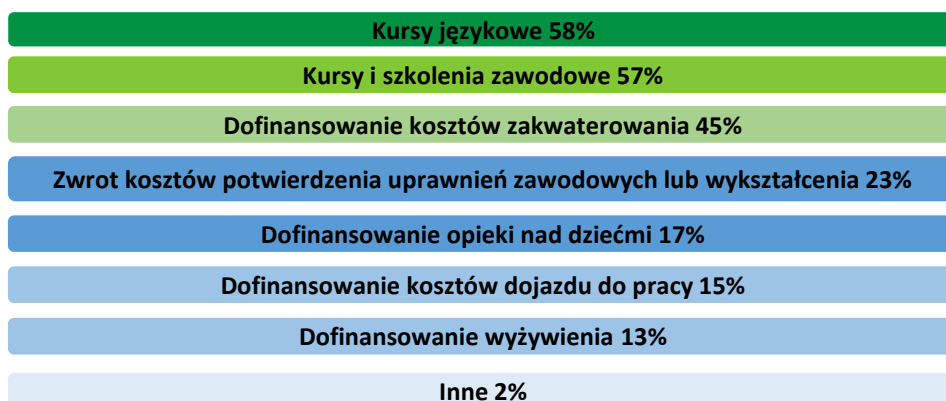 Kursy językowe 58%
Kursy i szkolenia zawodowe 57%
Dofinansowanie kosztów zakwaterowania 45%
Zwrot kosztów potwierdzenia uprawnień zawodowych lub wykształcenia 23%
Dofinansowanie opieki nad dziećmi 17%
Dofinansowanie kosztów dojazdu do pracy 15%
Dofinansowanie wyżywienia 13%
Inne 2%